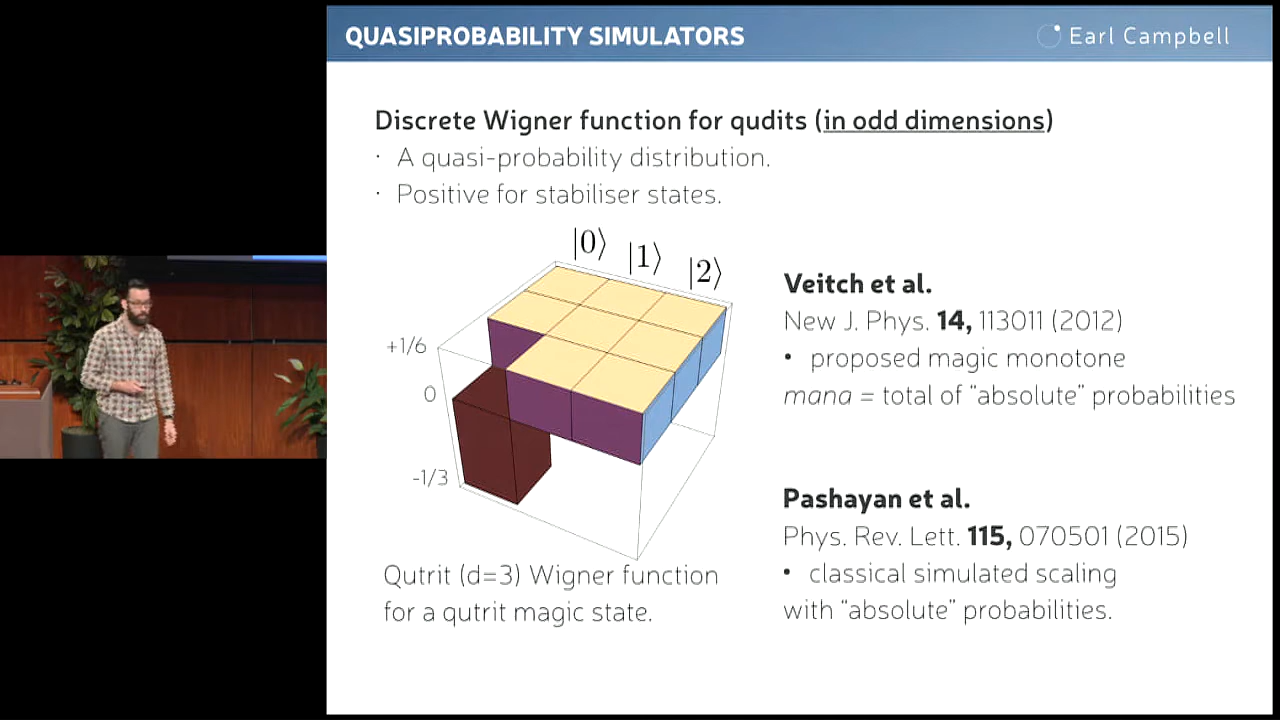 QUASIPROBABILITY SIMULATORS
Earl Campbell
Discrete Wigner function for qudits (in odd dimensions)
· A quasi-probability distribution.
· Positive for stabiliser states.
|0⟩ |1⟩ |2⟩
+1/6
0
-1/3
Qutrit (d=3) Wigner function
for a qutrit magic state.
Veitch et al.
New J. Phys. 14, 113011 (2012)
• proposed magic monotone
mana = total of "absolute" probabilities
Pashayan et al.
Phys. Rev. Lett. 115, 070501 (2015)
• classical simulated scaling
with "absolute" probabilities.